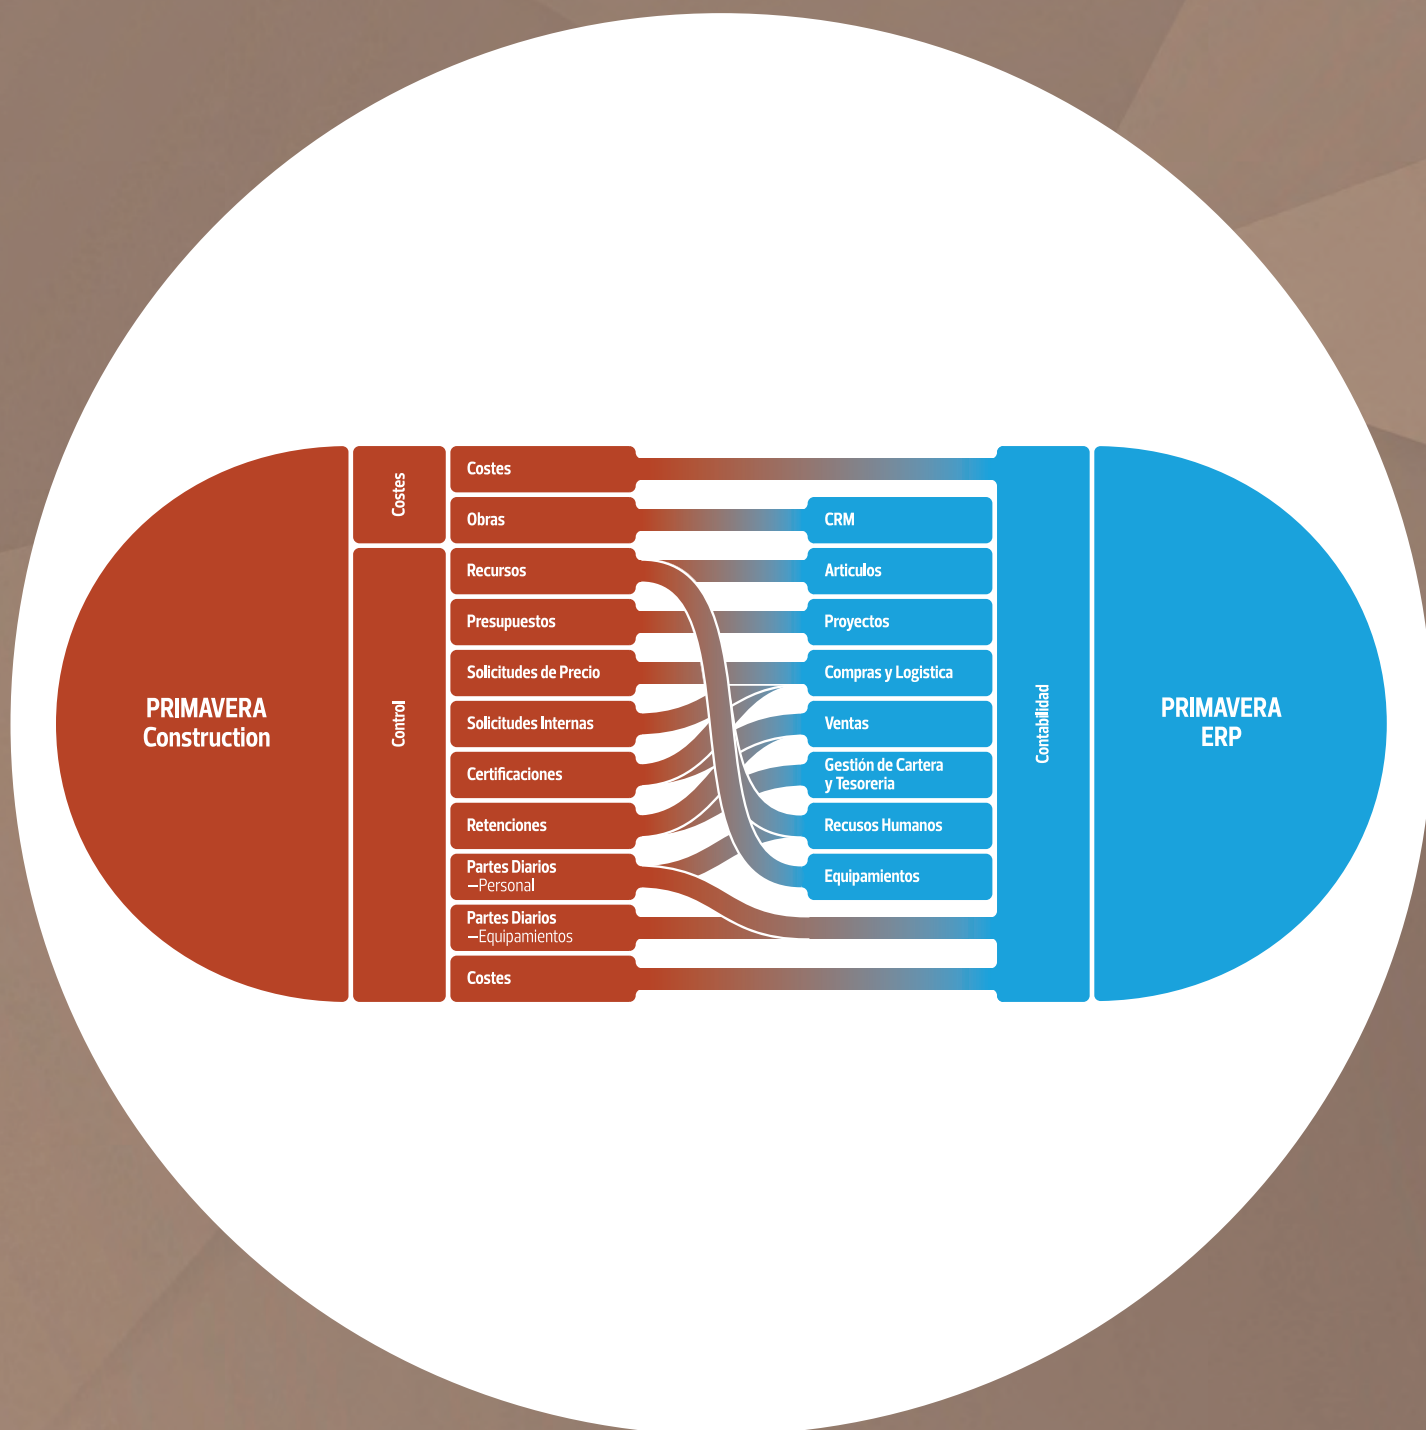 PRIMAVERA
Construction
Costes
Control
Costes
Obras
Recursos
Presupuestos
Solicitudes de Precio
Solicitudes Internas
Certificaciones
Retenciones
Partes Diarios
–Personal
Partes Diarios
–Equipamientos
Costes
CRM
Articulos
Proyectos
Compras y Logistica
Ventas
Gestión de Cartera
y Tesoreria
Recusos Humanos
Equipamientos
Contabilidad
PRIMAVERA
ERP